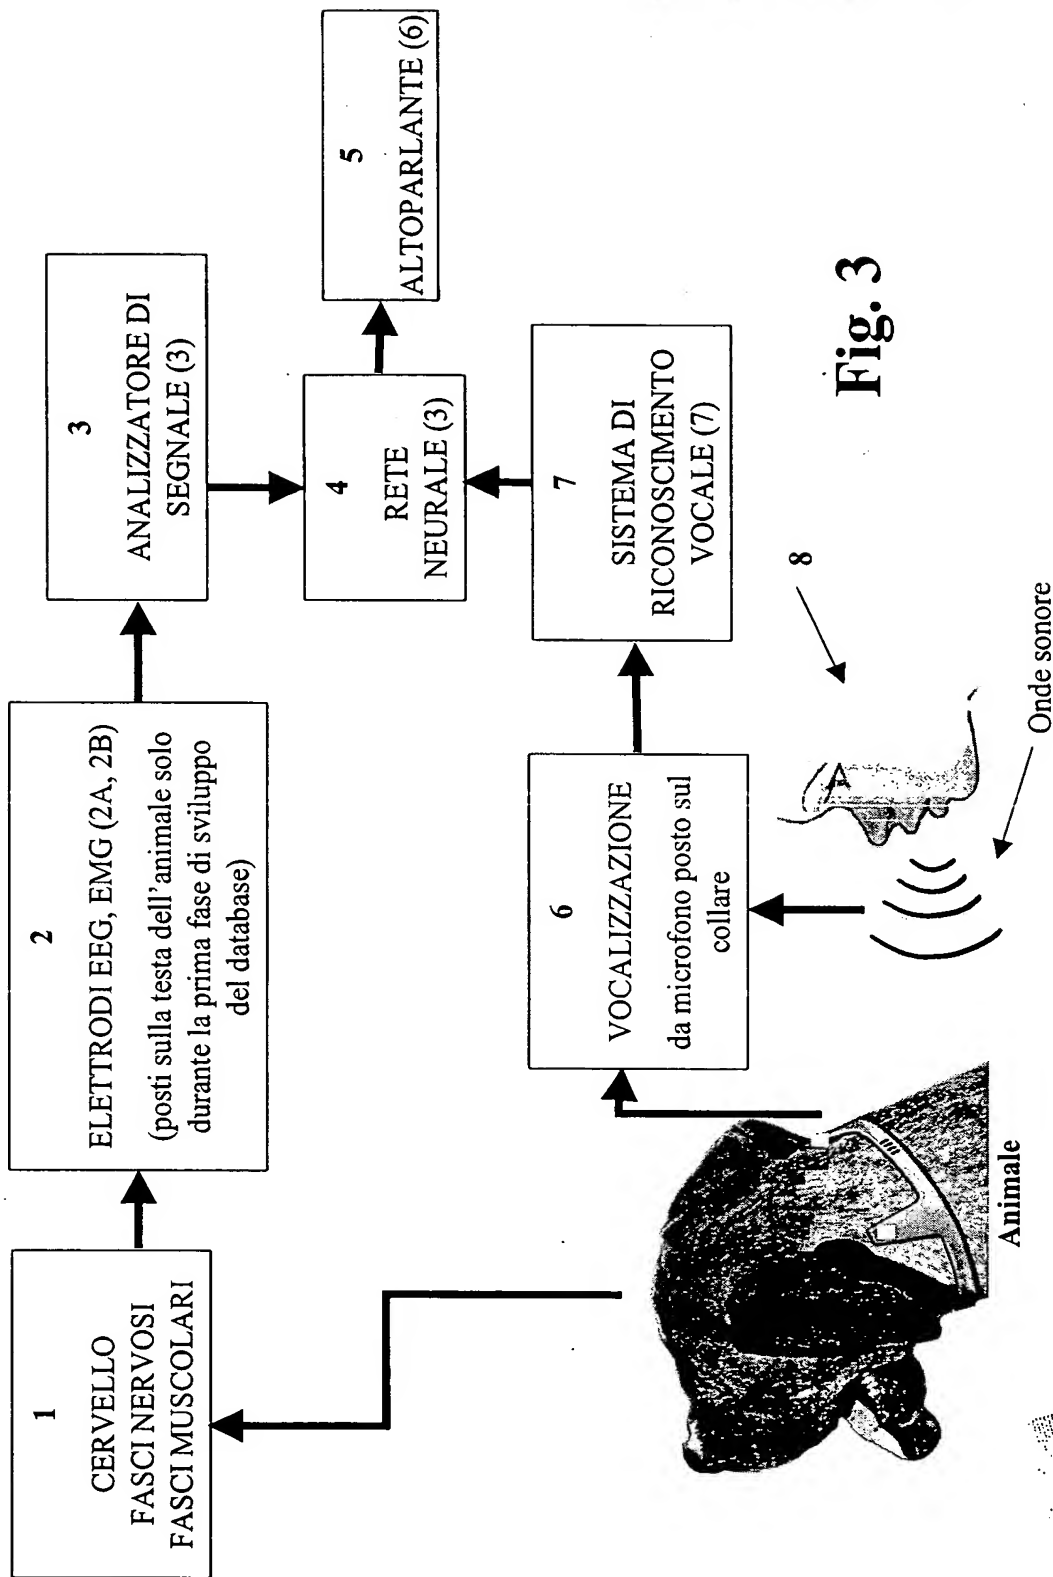 1
CERVELLO
FASCI NERVOSI
FASCI MUSCOLARI
2
ELETTRODI EEG, EMG (2A, 2B)
(posti sulla testa dell'animale solo
durante la prima fase di sviluppo
del database)
3
ANALIZZATORE DI
SEGNALE (3)
4
RETE
NEURALE (3)
5
ALTOPARLANTE (6)
6
VOCALIZZAZIONE
da microfono posto sul
collare
7
SISTEMA DI
RICONOSCIMENTO
VOCALE (7)
8
Onde sonore
Animale
Fig. 3